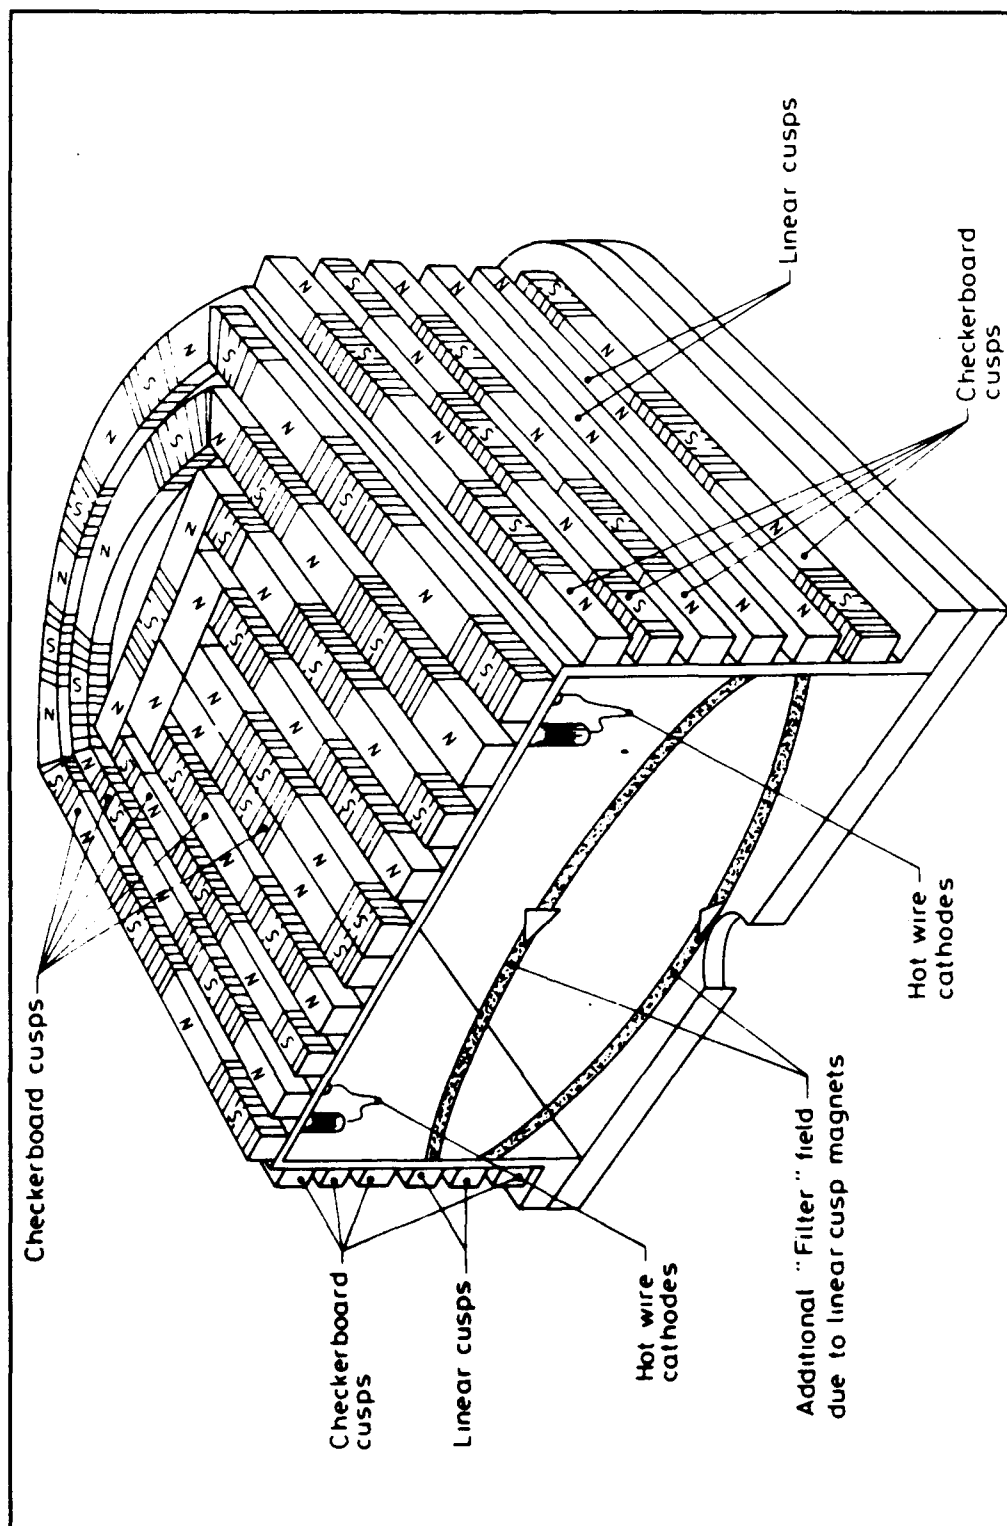 Checkerboard cusps
Checkerboard
cusps
Linear cusps
Hot wire
cathodes
Additional "Filter" field
due to linear cusp magnets
Hot wire
cathodes
Linear cusps
Checkerboard
cusps